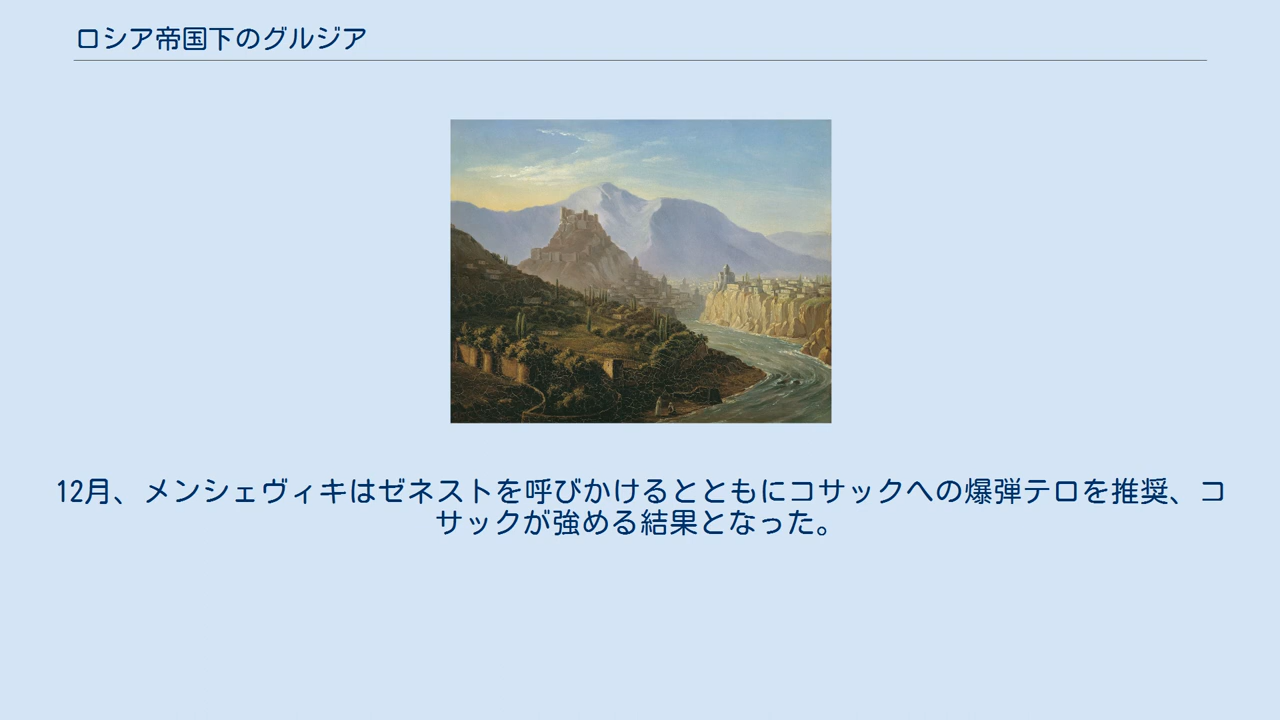 ロシア帝国下のグルジア
12月、メンシェヴィキはゼネストを呼びかけるとともにコサックへの爆弾テロを推奨、コ
サックが強める結果となった。